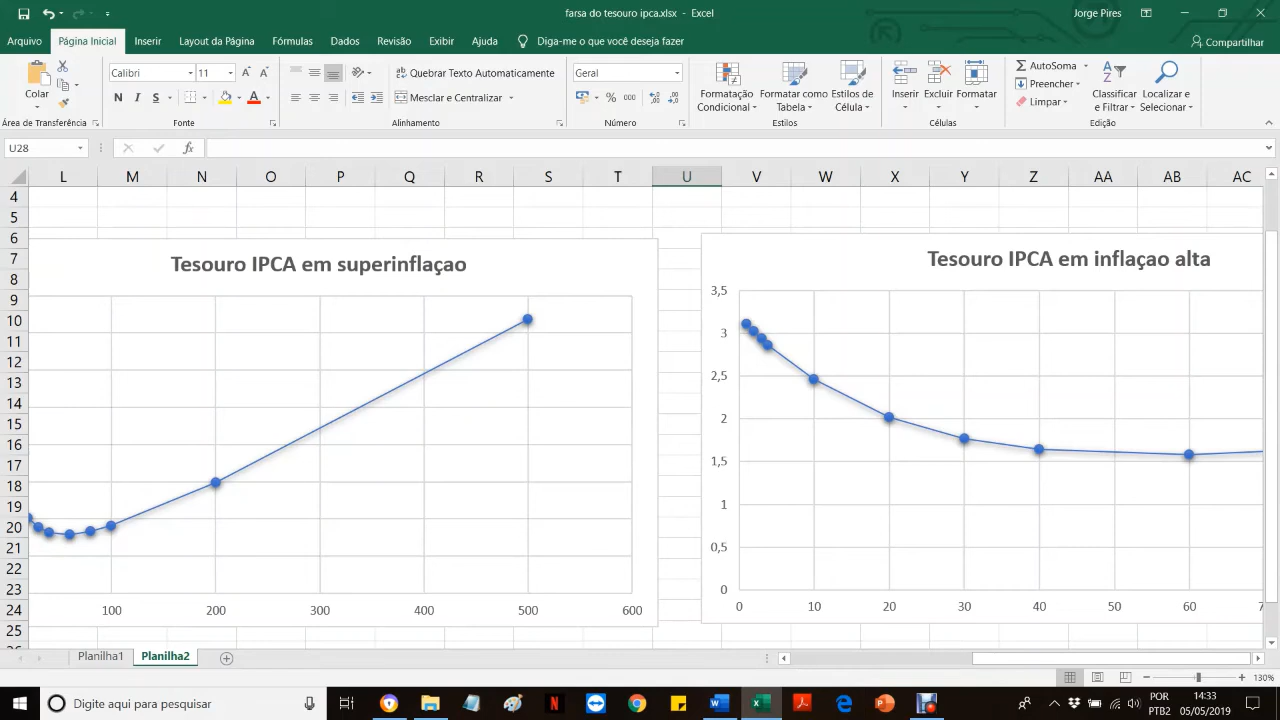 farsa do tesouro ipca.xlsx - Excel
Jorge Pires
Arquivo Página Inicial Inserir Layout da Página Fórmulas Dados Revisão Exibir Ajuda Diga-me o que você deseja fazer Compartilhar
Colar
Calibri 11
N I S
Quebrar Texto Automaticamente
Mesclar e Centralizar
Geral
% 000
Formatação Condicional
Formatar como Tabela
Estilos de Célula
Inserir Excluir Formatar
AutoSoma
Preencher
Limpar
Classificar e Filtrar
Localizar e Selecionar
Área de Transferência Fonte Alinhamento Número Estilos Células Edição
U28 fx
L M N O P Q R S T U V W X Y Z AA AB AC
4
5
6
7
8
9
10
11
12
13
14
15
16
17
18
19
20
21
22
23
24
25
26
Tesouro IPCA em superinflaçao
100 200 300 400 500 600
Tesouro IPCA em inflaçao alta
3,5
3
2,5
2
1,5
1
0,5
0
0 10 20 30 40 50 60 7
Planilha1 Planilha2
130%
Digite aqui para pesquisar
POR
PTB2
14:33
05/05/2019